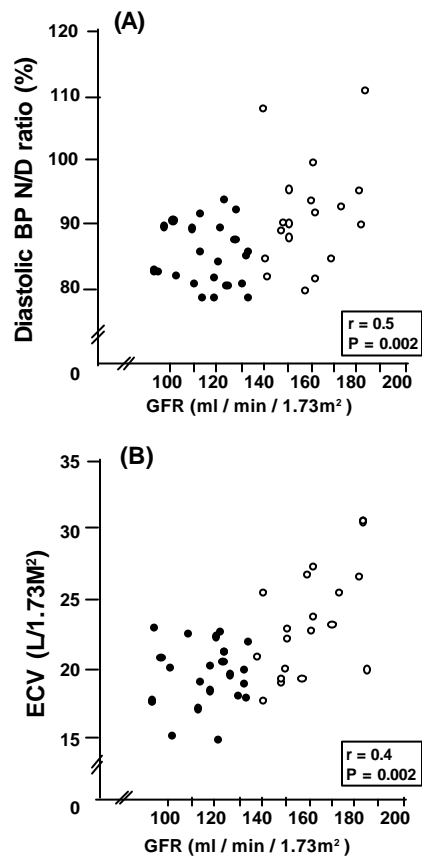 (A)
Diastolic BP N/D ratio (%)
120
110
100
90
80
0
r = 0.5
P = 0.002
100 120 140 160 180 200
GFR (ml / min / 1.73m²)
(B)
ECV (L/1.73M²)
35
30
25
20
15
0
r = 0.4
P = 0.002
100 120 140 160 180 200
GFR (ml / min / 1.73m²)